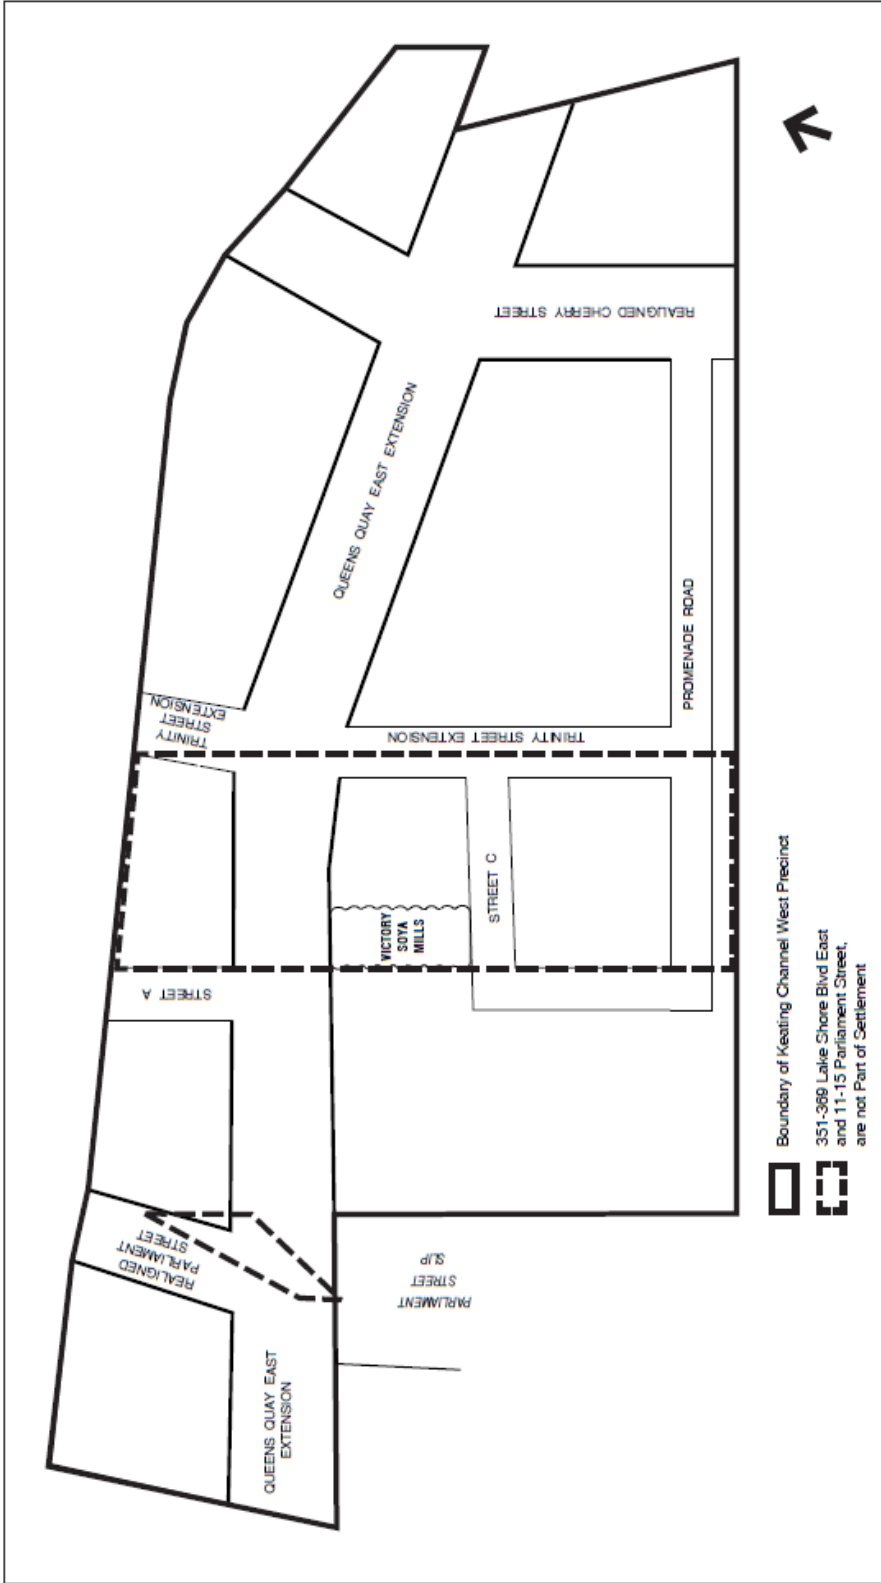 REALIGNED CHERRY STREET
QUEENS QUAY EAST EXTENSION
PROMENADE ROAD
TRINITY
STREET
EXTENSION
TRINITY STREET EXTENSION
STREET C
VICTORY
SOYA
MILLS
STREET A
REALIGNED
PARLIAMENT
STREET
PARLIAMENT
STREET
SLIP
QUEENS QUAY EAST
EXTENSION
Boundary of Keating Channel West Precinct
351-369 Lake Shore Blvd East
and 11-15 Parliament Street,
are not Part of Settlement